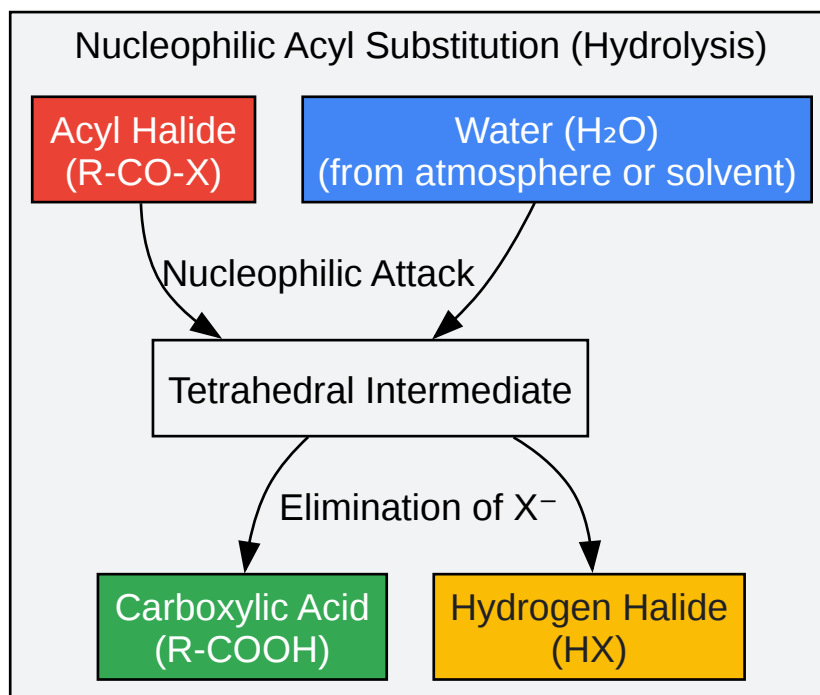 Nucleophilic Acyl Substitution (Hydrolysis)
Acyl Halide
(R-CO-X)
Water (H₂O)
(from atmosphere or solvent)
Nucleophilic Attack
Tetrahedral Intermediate
Elimination of X⁻
Carboxylic Acid
(R-COOH)
Hydrogen Halide
(HX)